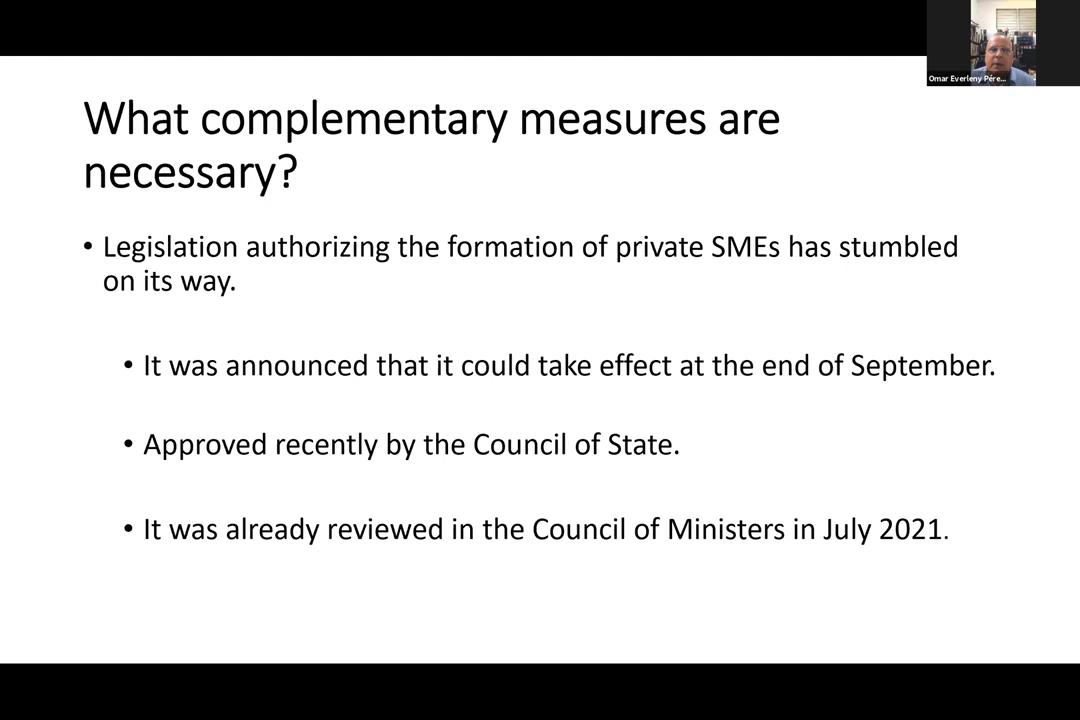 Omar Everleny Pére...
What complementary measures are
necessary?
• Legislation authorizing the formation of private SMEs has stumbled
on its way.
• It was announced that it could take effect at the end of September.
• Approved recently by the Council of State.
• It was already reviewed in the Council of Ministers in July 2021.